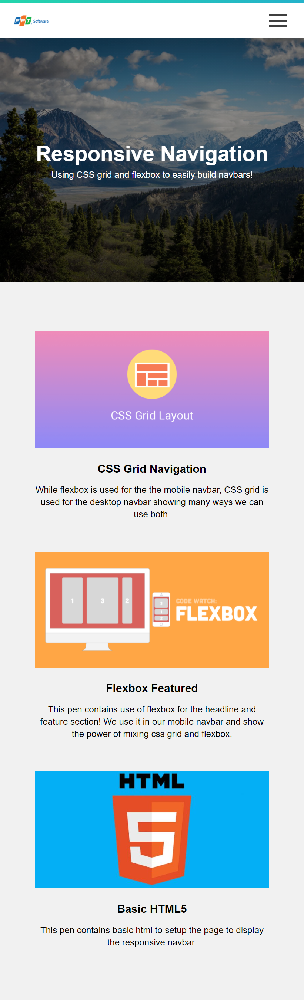 FPT Software
Responsive Navigation
Using CSS grid and flexbox to easily build navbars!
CSS Grid Layout
CSS Grid Navigation
While flexbox is used for the the mobile navbar, CSS grid is
used for the desktop navbar showing many ways we can
use both.
1 3 2
3
1
2
CODE WATCH:
FLEXBOX
Flexbox Featured
This pen contains use of flexbox for the headline and
feature section! We use it in our mobile navbar and show
the power of mixing css grid and flexbox.
HTML
5
Basic HTML5
This pen contains basic html to setup the page to display
the responsive navbar.